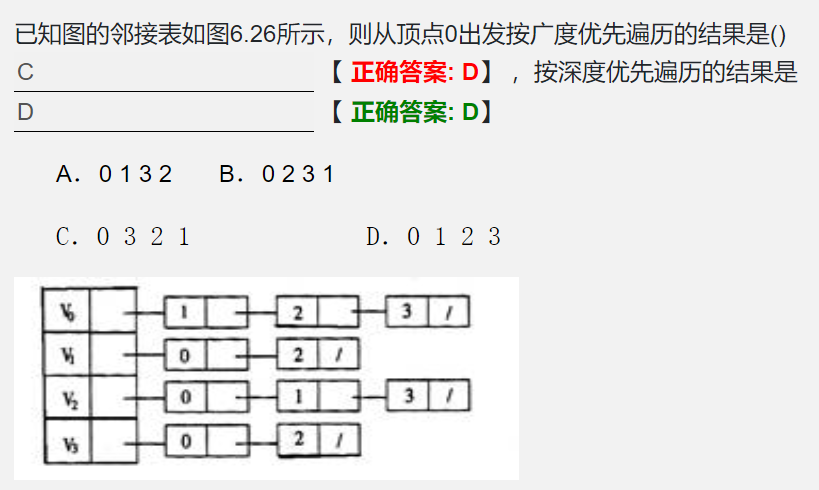 已知图的邻接表如图6.26所示，则从顶点0出发按广度优先遍历的结果是()
C 【 正确答案: D】 ，按深度优先遍历的结果是
D 【 正确答案: D】
A． 0 1 3 2 B． 0 2 3 1
C．0 3 2 1 D．0 1 2 3
V0 1 2 3 /
V1 0 2 /
V2 0 1 3 /
V3 0 2 /